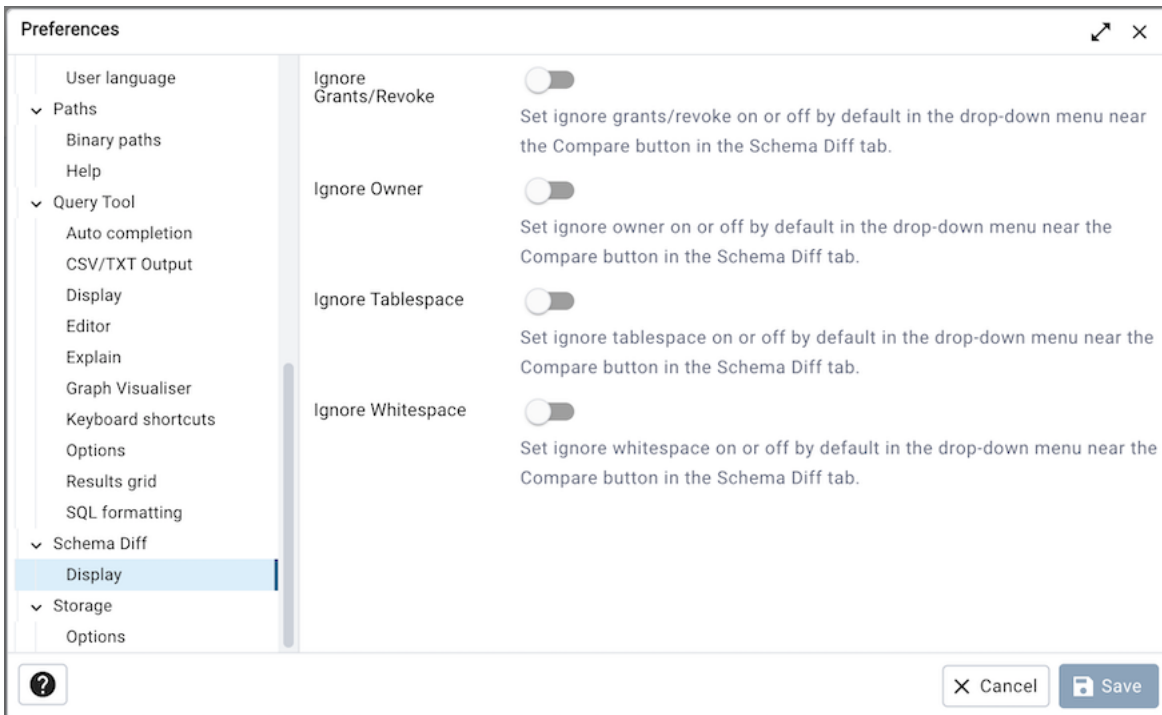 Preferences
User language
Paths
Binary paths
Help
Query Tool
Auto completion
CSV/TXT Output
Display
Editor
Explain
Graph Visualiser
Keyboard shortcuts
Options
Results grid
SQL formatting
Schema Diff
Display
Storage
Options
Ignore
Grants/Revoke
Set ignore grants/revoke on or off by default in the drop-down menu near
the Compare button in the Schema Diff tab.
Ignore Owner
Set ignore owner on or off by default in the drop-down menu near the
Compare button in the Schema Diff tab.
Ignore Tablespace
Set ignore tablespace on or off by default in the drop-down menu near the
Compare button in the Schema Diff tab.
Ignore Whitespace
Set ignore whitespace on or off by default in the drop-down menu near the
Compare button in the Schema Diff tab.
?
Cancel
Save